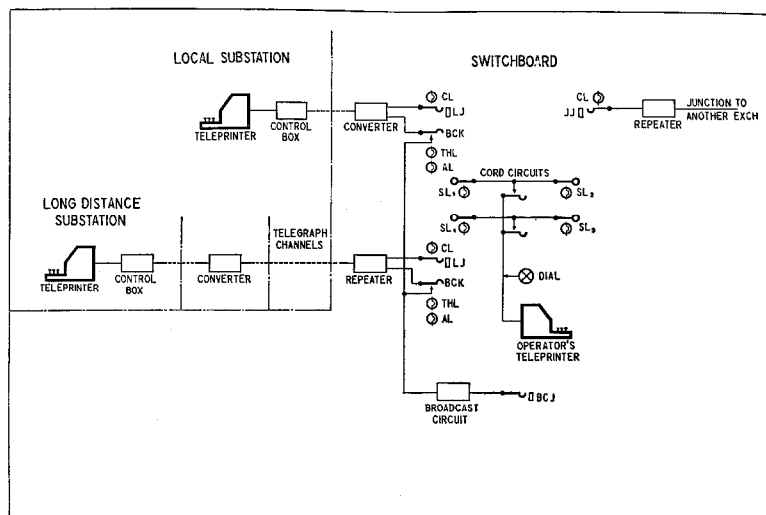 LOCAL SUBSTATION
SWITCHBOARD
TELEPRINTER
CONTROL
BOX
CONVERTER
CL
LJ
BCK
THL
AL
CL
JJ
REPEATER
JUNCTION TO
ANOTHER EXCH
CORD CIRCUITS
SL₁
SL₂
SL₄
SL₃
LONG DISTANCE
SUBSTATION
TELEGRAPH
CHANNELS
TELEPRINTER
CONTROL
BOX
CONVERTER
REPEATER
CL
LJ
BCK
THL
AL
DIAL
OPERATOR'S
TELEPRINTER
BROADCAST
CIRCUIT
BCJ